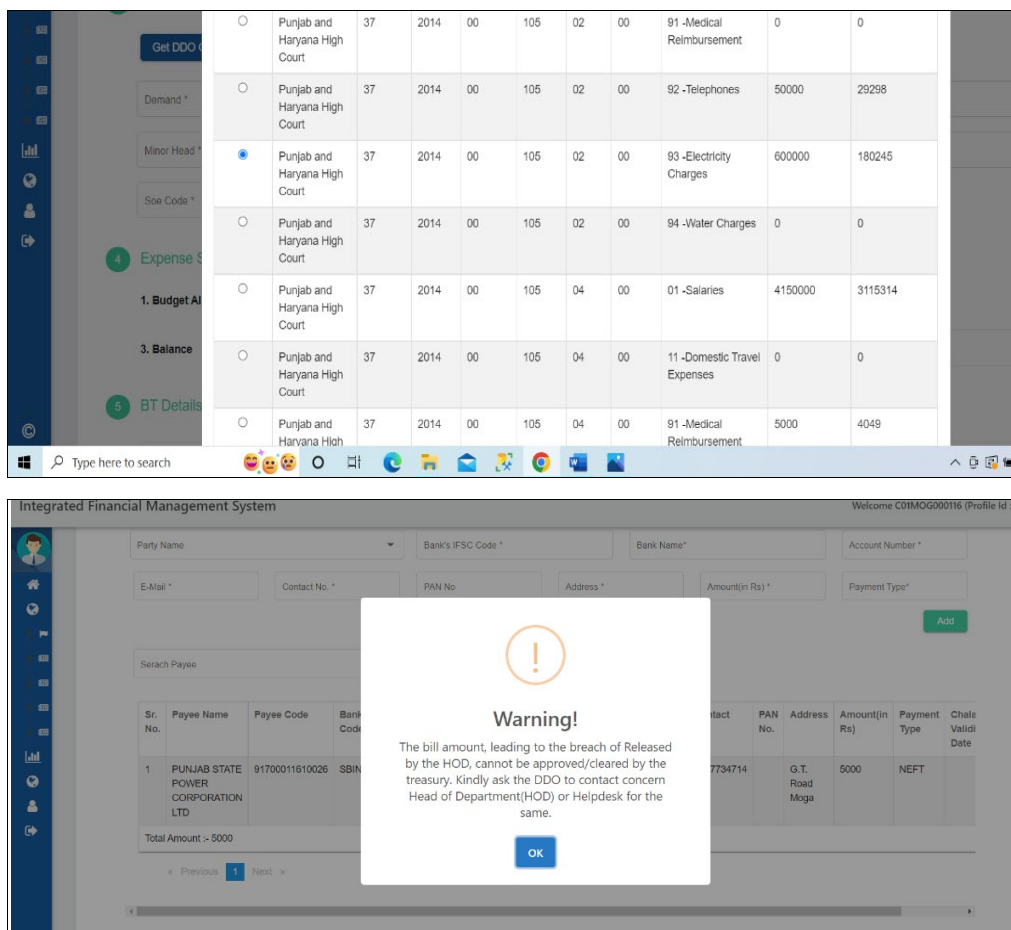 Punjab and Haryana High Court 37 2014 00 105 02 00 91 -Medical Reimbursement 0 0
Get DDO
Punjab and Haryana High Court 37 2014 00 105 02 00 92 -Telephones 50000 29298
Demand *
Punjab and Haryana High Court 37 2014 00 105 02 00 93 -Electricity Charges 600000 180245
Minor Head *
Soe Code *
Punjab and Haryana High Court 37 2014 00 105 02 00 94 -Water Charges 0 0
4 Expense S
Punjab and Haryana High Court 37 2014 00 105 04 00 01 -Salaries 4150000 3115314
1. Budget Al
Punjab and Haryana High Court 37 2014 00 105 04 00 11 -Domestic Travel Expenses 0 0
3. Balance
5 BT Details
Punjab and Haryana High 37 2014 00 105 04 00 91 -Medical Reimbursement 5000 4049
Type here to search
Integrated Financial Management System
Welcome C01MOG000116 (Profile Id :
Party Name Bank's IFSC Code * Bank Name* Account Number *
E-Mail * Contact No. * PAN No Address * Amount(in Rs) * Payment Type*
Add
Serach Payee
Warning!
The bill amount, leading to the breach of Released
by the HOD, cannot be approved/cleared by the
treasury. Kindly ask the DDO to contact concern
Head of Department(HOD) or Helpdesk for the
same.
OK
Sr. No. Payee Name Payee Code Bank Code ntact PAN No. Address Amount(in Rs) Payment Type Chala Validi Date
1 PUNJAB STATE POWER CORPORATION LTD 91700011610026 SBIN 7734714 G.T. Road Moga 5000 NEFT
Total Amount :- 5000
« Previous 1 Next »